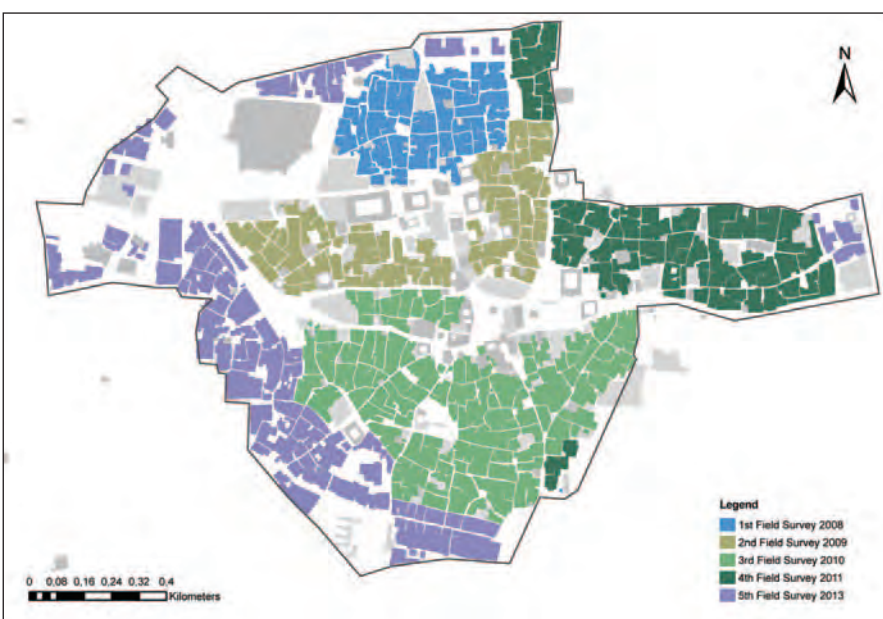 N
Legend
1st Field Survey 2008
2nd Field Survey 2009
3rd Field Survey 2010
4th Field Survey 2011
5th Field Survey 2013
0 0,08 0,16 0,24 0,32 0,4
Kilometers